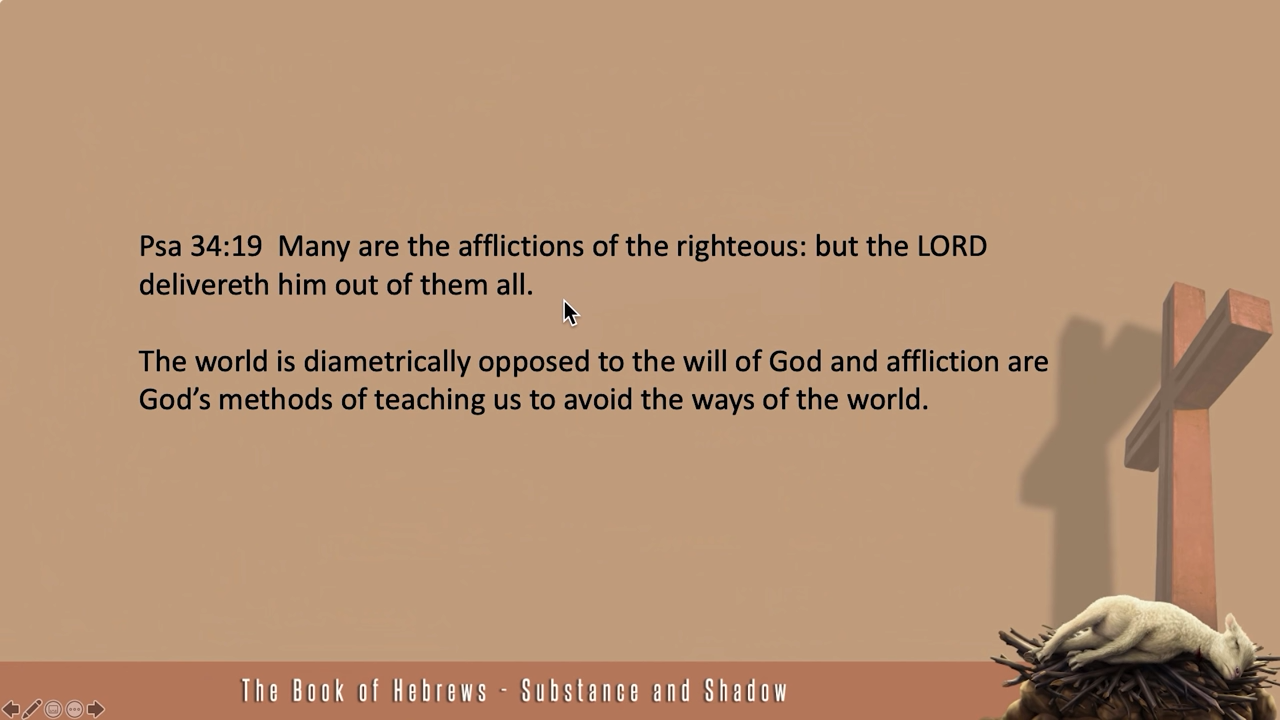 Psa 34:19  Many are the afflictions of the righteous: but the LORD
delivereth him out of them all.
The world is diametrically opposed to the will of God and affliction are
God’s methods of teaching us to avoid the ways of the world.
The Book of Hebrews - Substance and Shadow